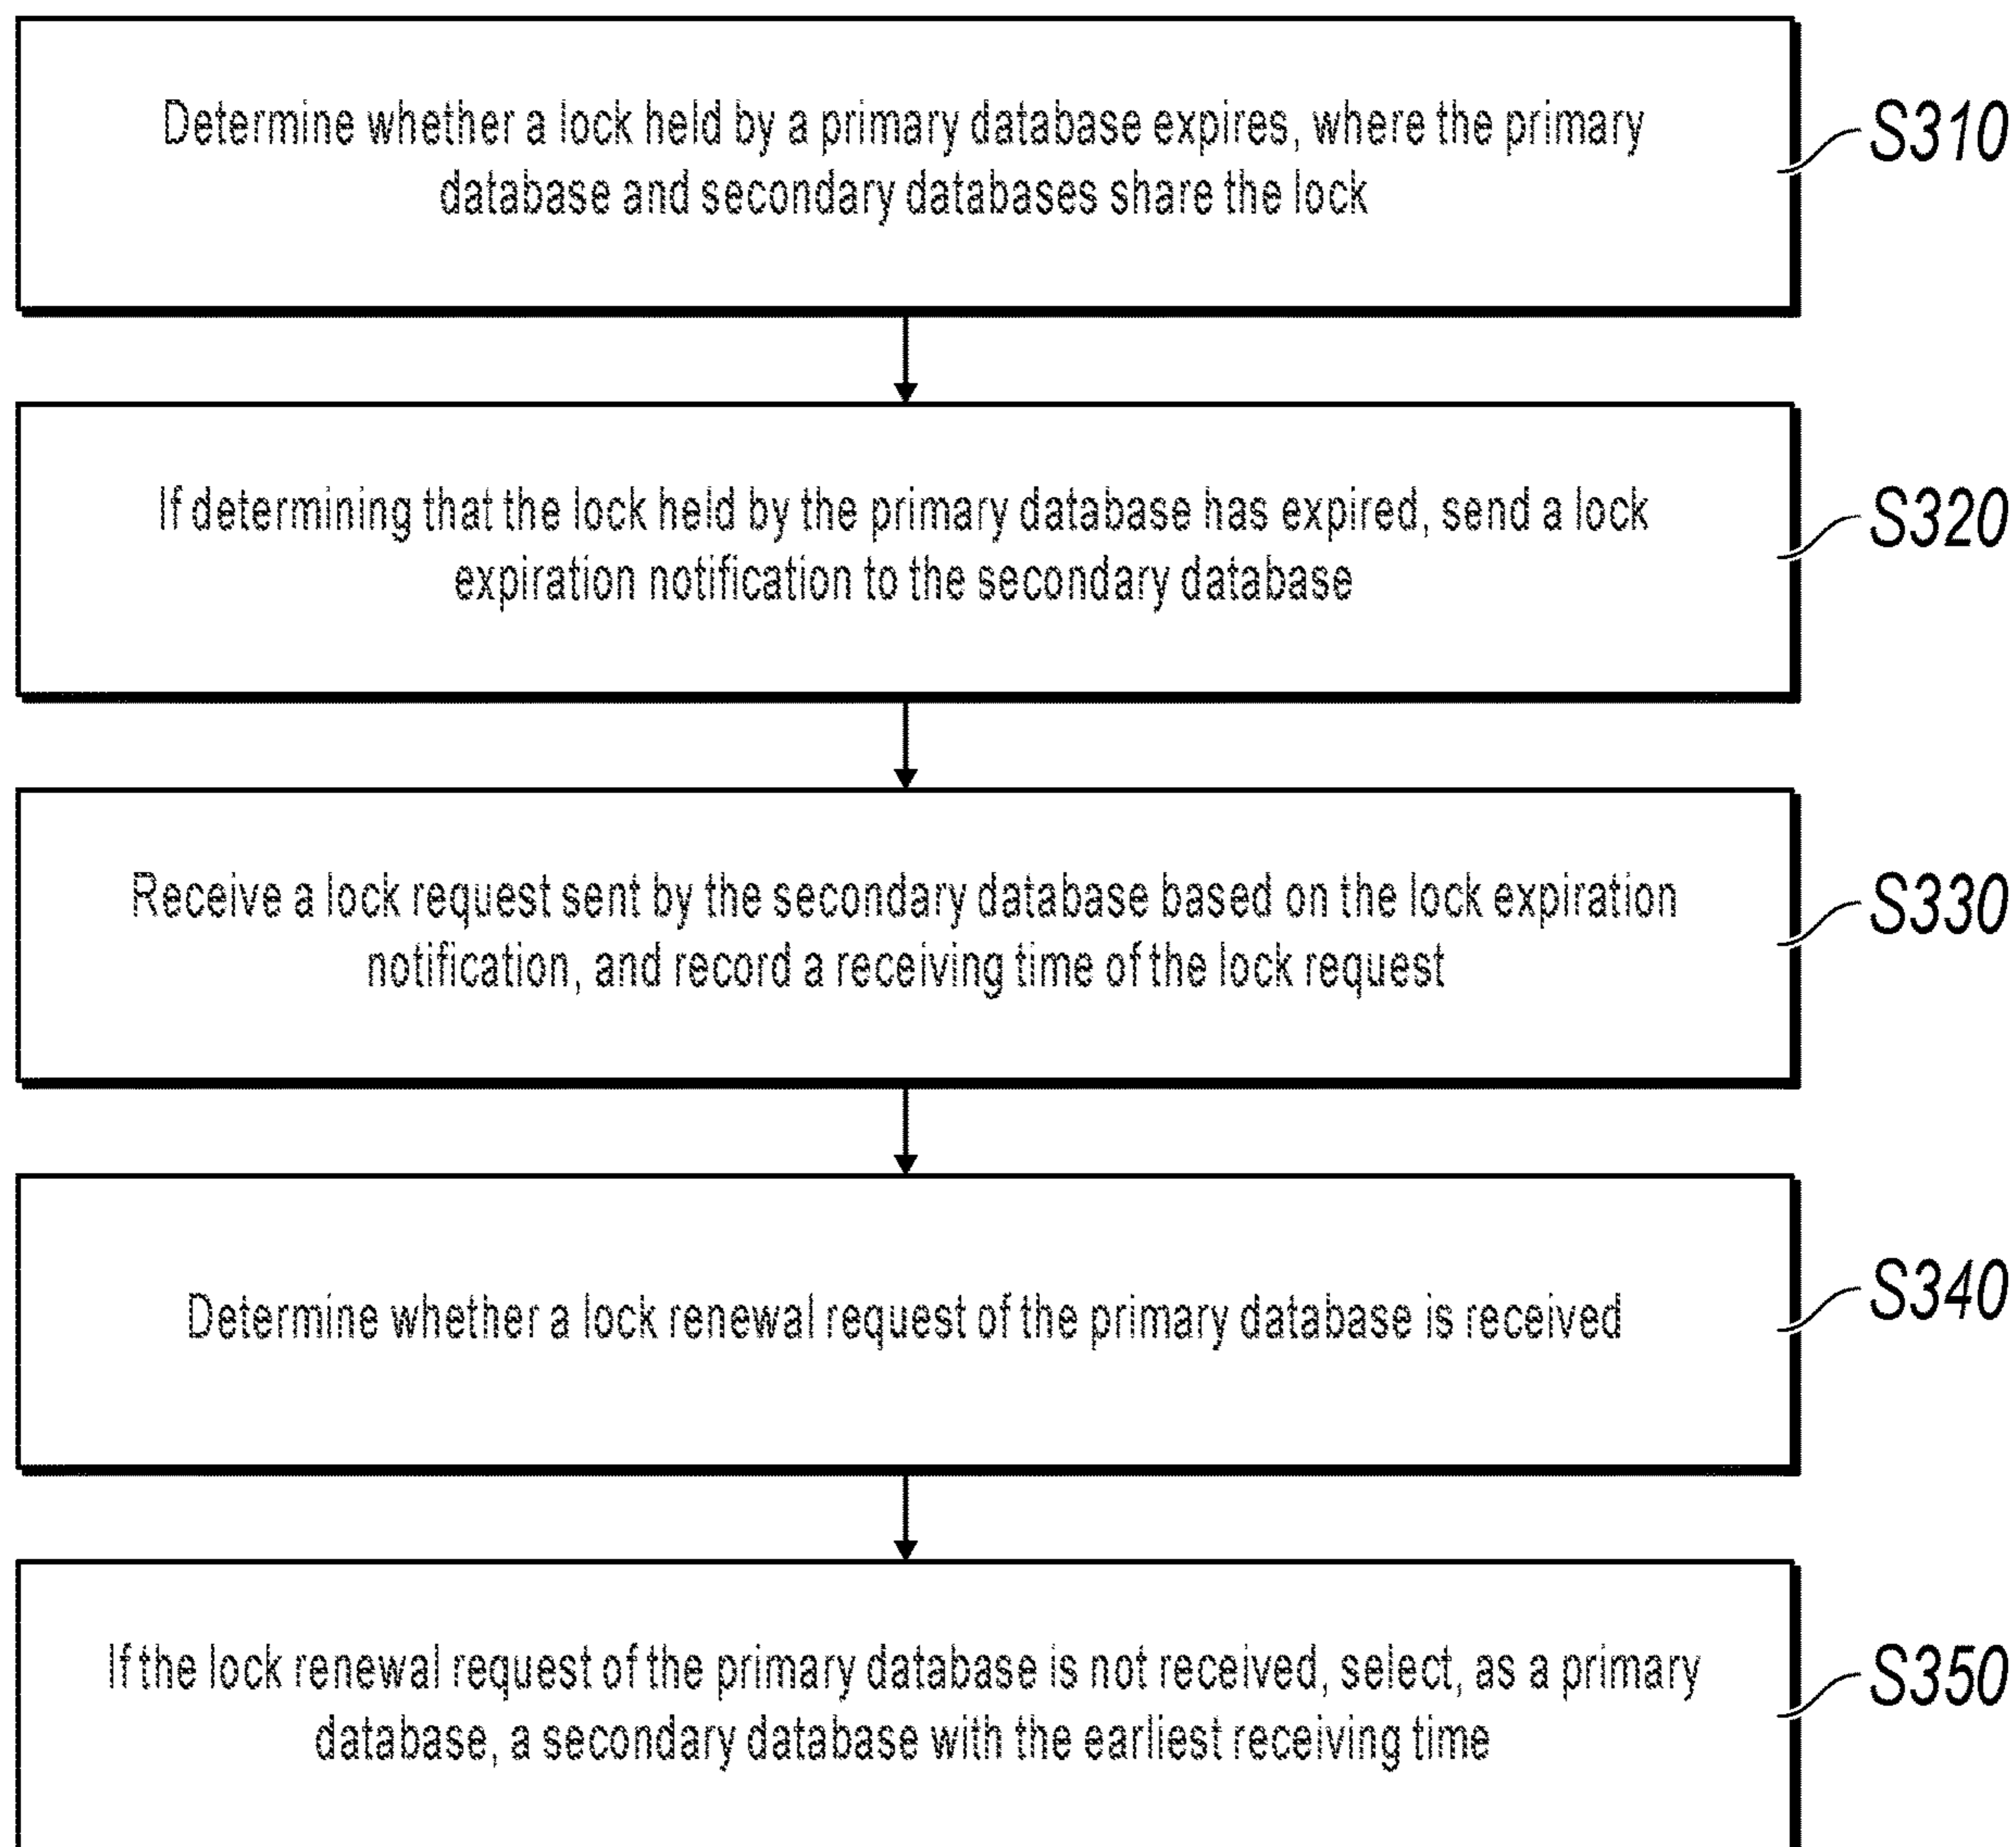 Determine whether a lock held by a primary database expires, where the primary
database and secondary databases share the lock
S310
If determining that the lock held by the primary database has expired, send a lock
expiration notification to the secondary database
S320
Receive a lock request sent by the secondary database based on the lock expiration
notification, and record a receiving time of the lock request
S330
Determine whether a lock renewal request of the primary database is received
S340
If the lock renewal request of the primary database is not received, select, as a primary
database, a secondary database with the earliest receiving time
S350